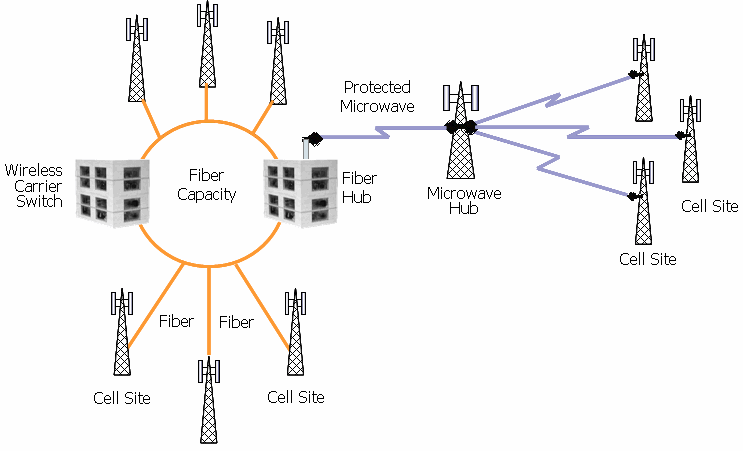 Protected
Microwave
Wireless
Carrier
Switch
Fiber
Capacity
Fiber
Hub
Microwave
Hub
Cell Site
Cell Site
Fiber
Fiber
Cell Site
Cell Site